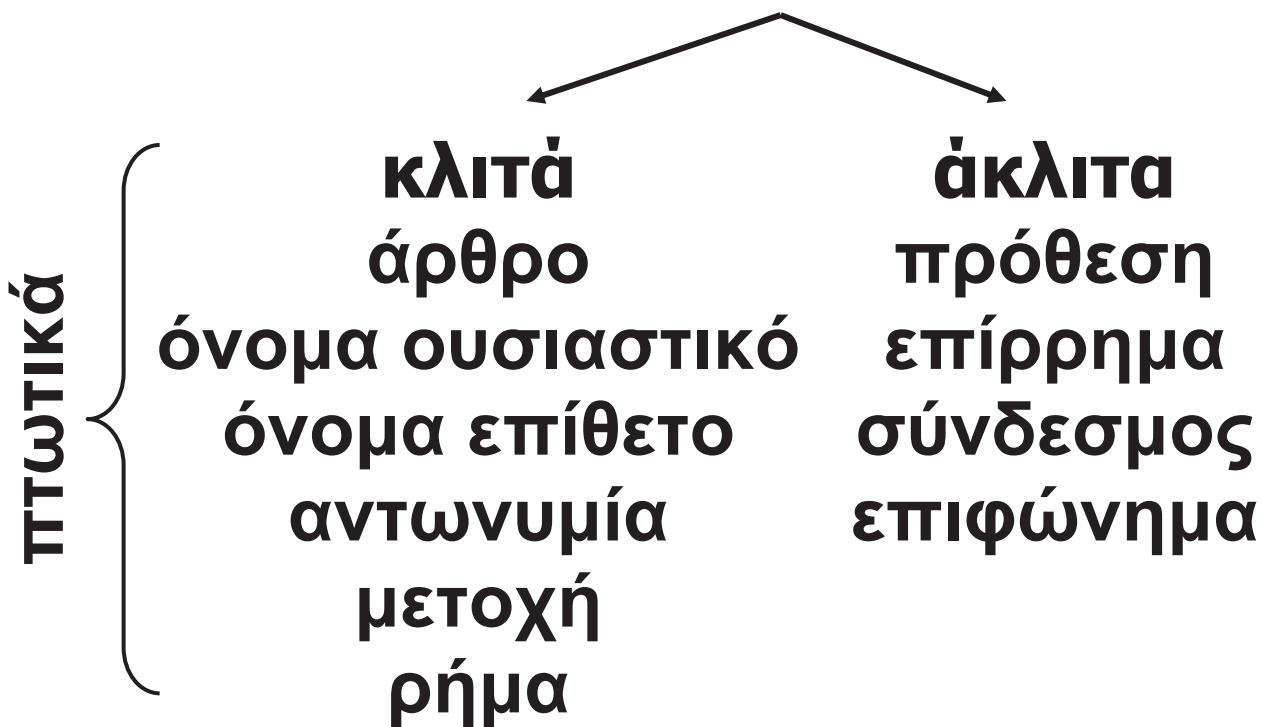 κλιτά
άρθρο
όνομα ουσιαστικό
όνομα επίθετο
αντωνυμία
μετοχή
ρήμα
άκλιτα
πρόθεση
επίρρημα
σύνδεσμος
επιφώνημα
πτωτικά